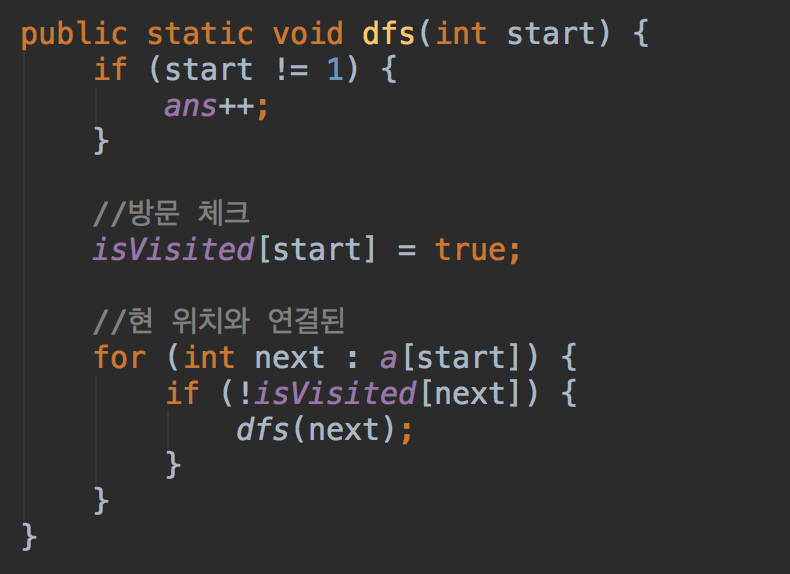 public static void dfs(int start) {
    if (start != 1) {
        ans++;
    }
    //방문 체크
    isVisited[start] = true;
    //현 위치와 연결된
    for (int next : a[start]) {
        if (!isVisited[next]) {
            dfs(next);
        }
    }
}